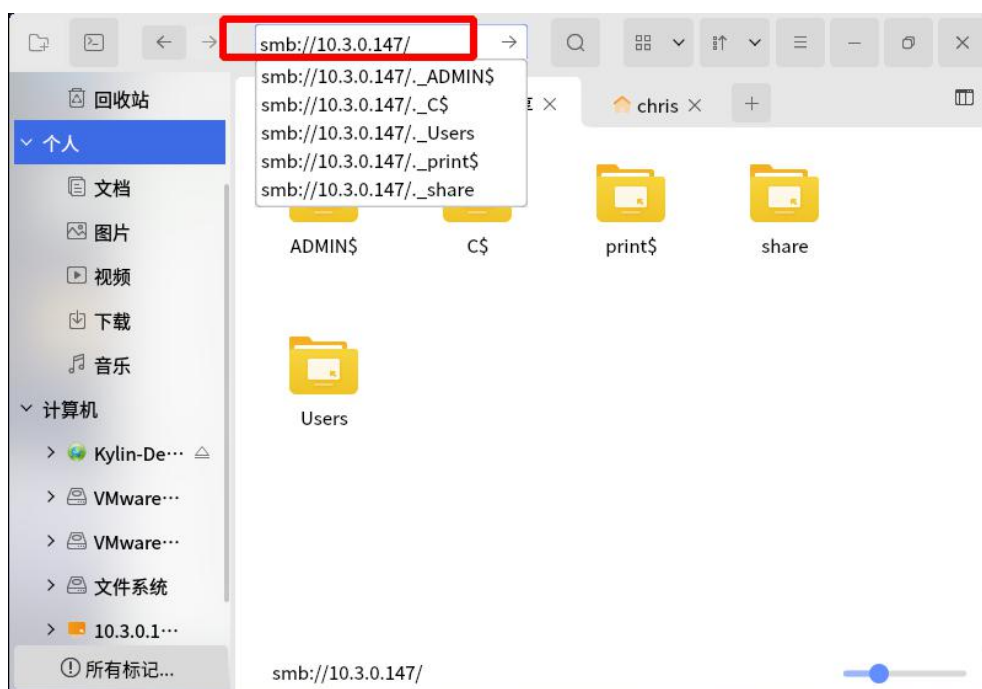 smb://10.3.0.147/
smb://10.3.0.147/._ADMIN$
smb://10.3.0.147/._C$
smb://10.3.0.147/._Users
smb://10.3.0.147/._print$
smb://10.3.0.147/._share
chris
回收站
个人
文档
图片
视频
下载
音乐
计算机
Kylin-De…
VMware…
VMware…
文件系统
10.3.0.1…
所有标记...
ADMIN$
C$
print$
share
Users
smb://10.3.0.147/